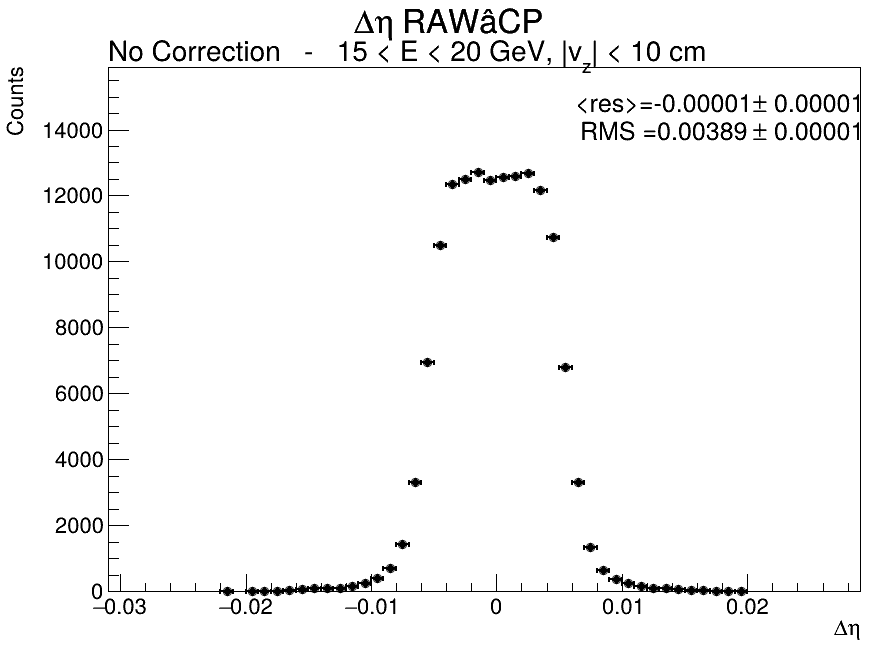 Δη RAWâCP
No Correction - 15 < E < 20 GeV, |v_z| < 10 cm
<res>=-0.00001± 0.00001
RMS =0.00389± 0.00001
Counts
14000
12000
10000
8000
6000
4000
2000
0
−0.03 −0.02 −0.01 0 0.01 0.02
Δη